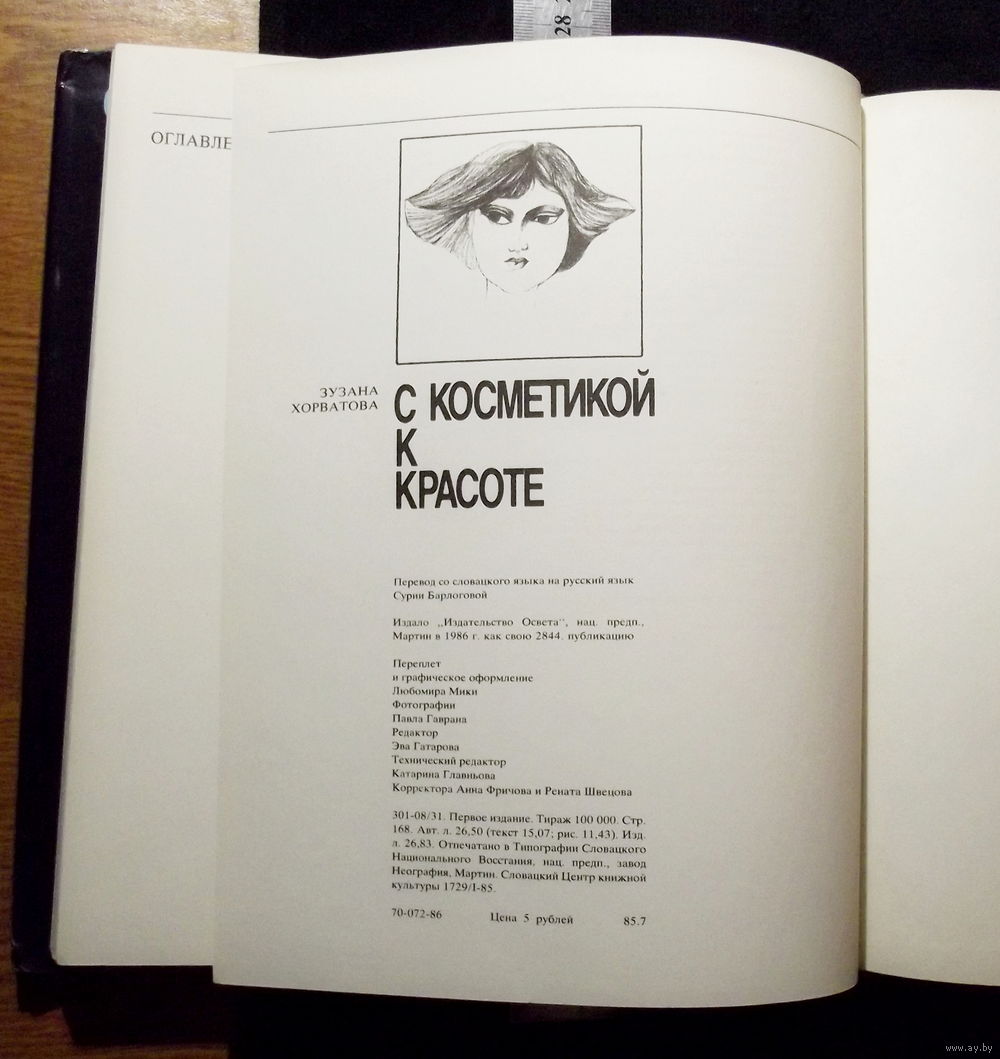 28
ОГЛАВЛЕ
ЗУЗАНА
ХОРВАТОВА
С КОСМЕТИКОЙ
К
КРАСОТЕ
Перевод со словацкого языка на русский язык
Сурии Барлоговой
Издало „Издательство Освета“, нац. предп.,
Мартин в 1986 г. как свою 2844. публикацию
Переплет
и графическое оформление
Любомира Мики
Фотографии
Павла Гаврана
Редактор
Эва Гатарова
Технический редактор
Катарина Главньова
Корректора Анна Фричова и Рената Швецова
301-08/31. Первое издание. Тираж 100 000. Стр.
168. Авт. л. 26,50 (текст 15,07; рис. 11,43). Изд.
л. 26,83. Отпечатано в Типографии Словацкого
Национального Восстания, нац. предп., завод
Неография, Мартин. Словацкий Центр книжной
культуры 1729/I-85.
70-072-86 Цена 5 рублей 85.7
www.ay.by